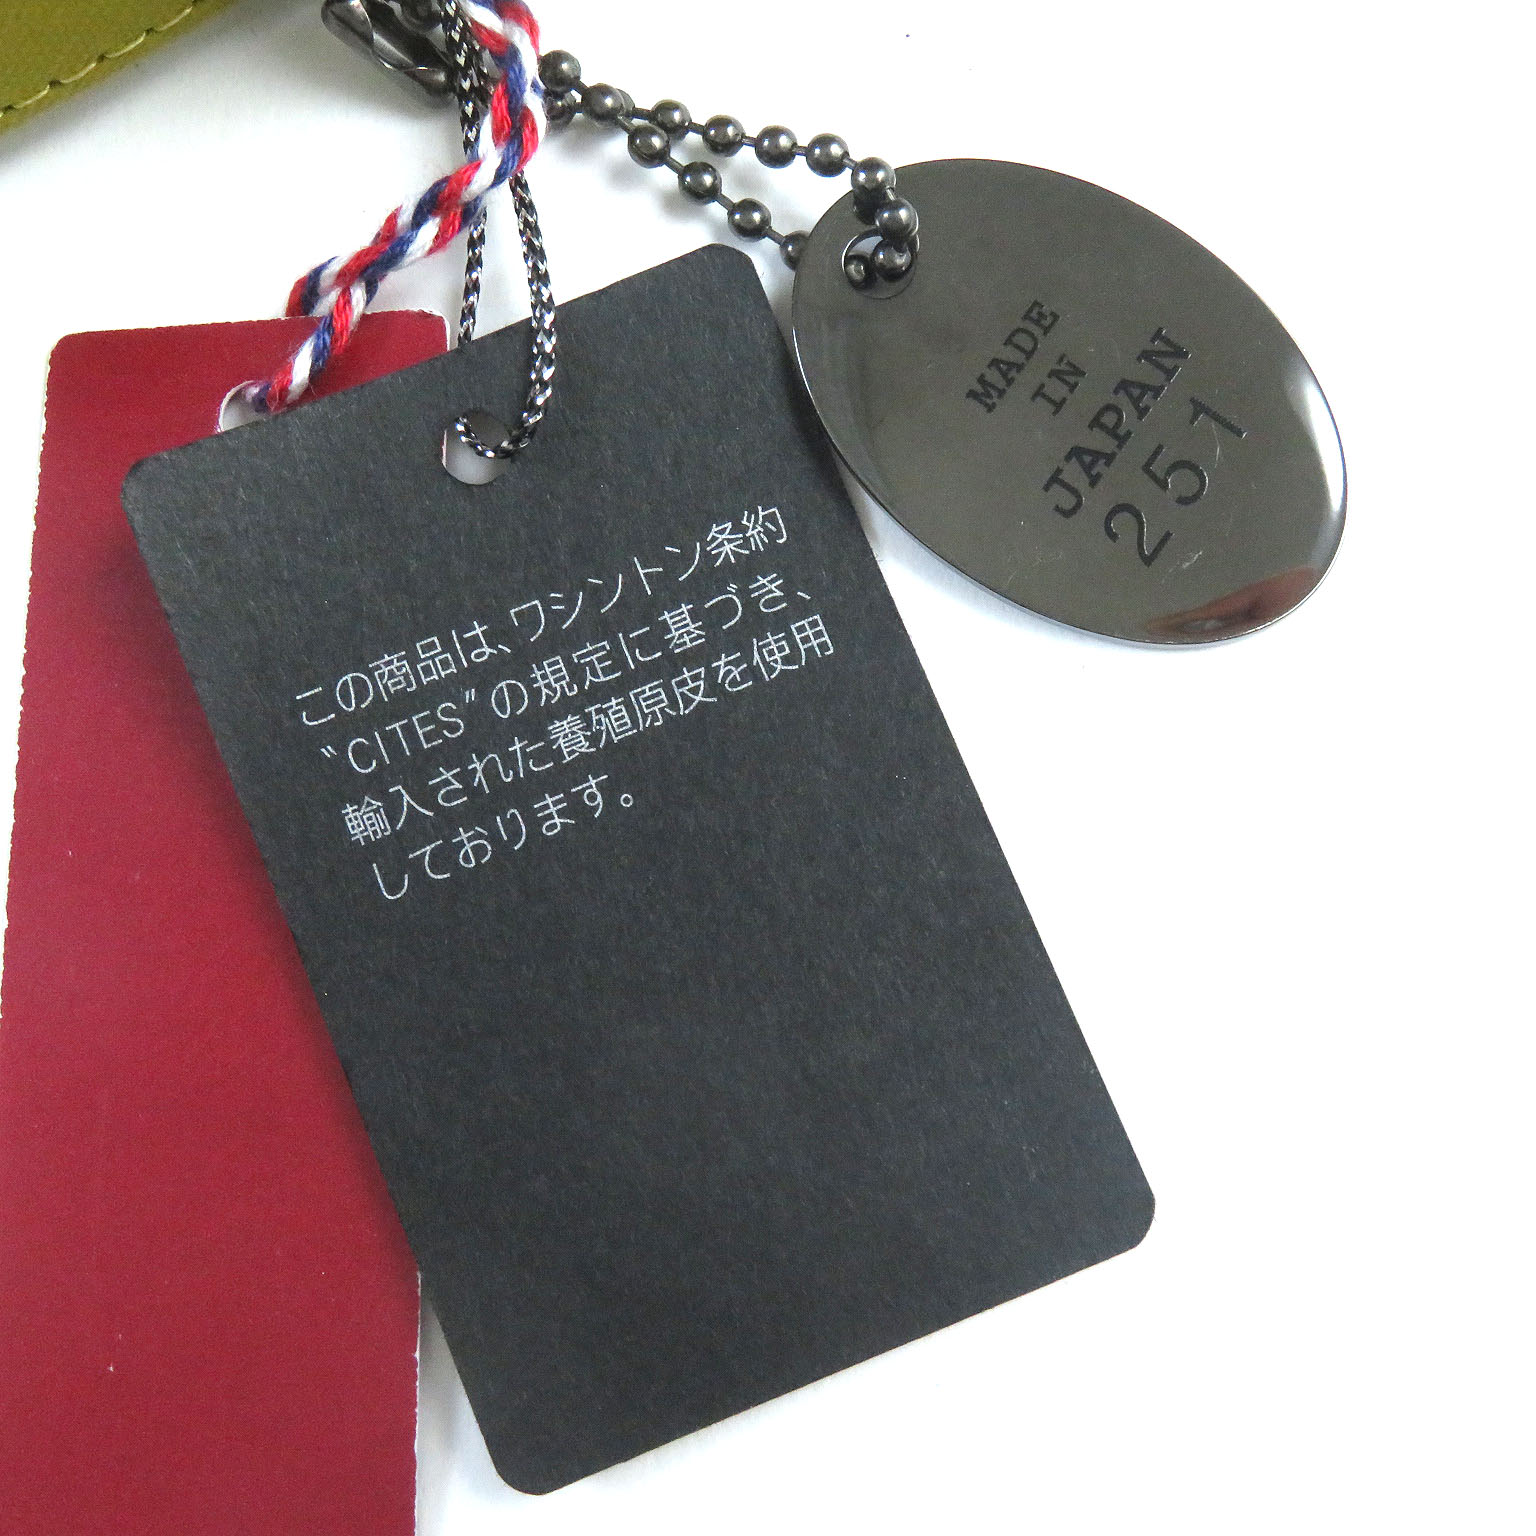 この商品は、ワシントン条約
〝CITES〞の規定に基づき、
輸入された養殖原皮を使用
しております。
MADE
IN
JAPAN
251